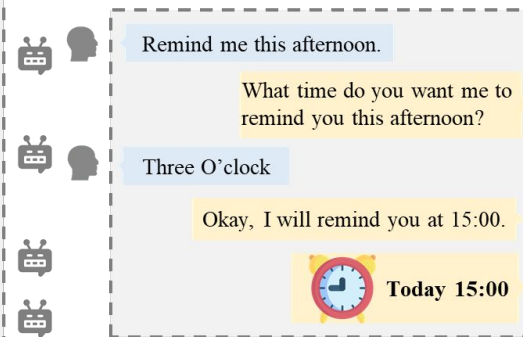 Remind me this afternoon.
What time do you want me to
remind you this afternoon?
Three O’clock
Okay, I will remind you at 15:00.
Today 15:00